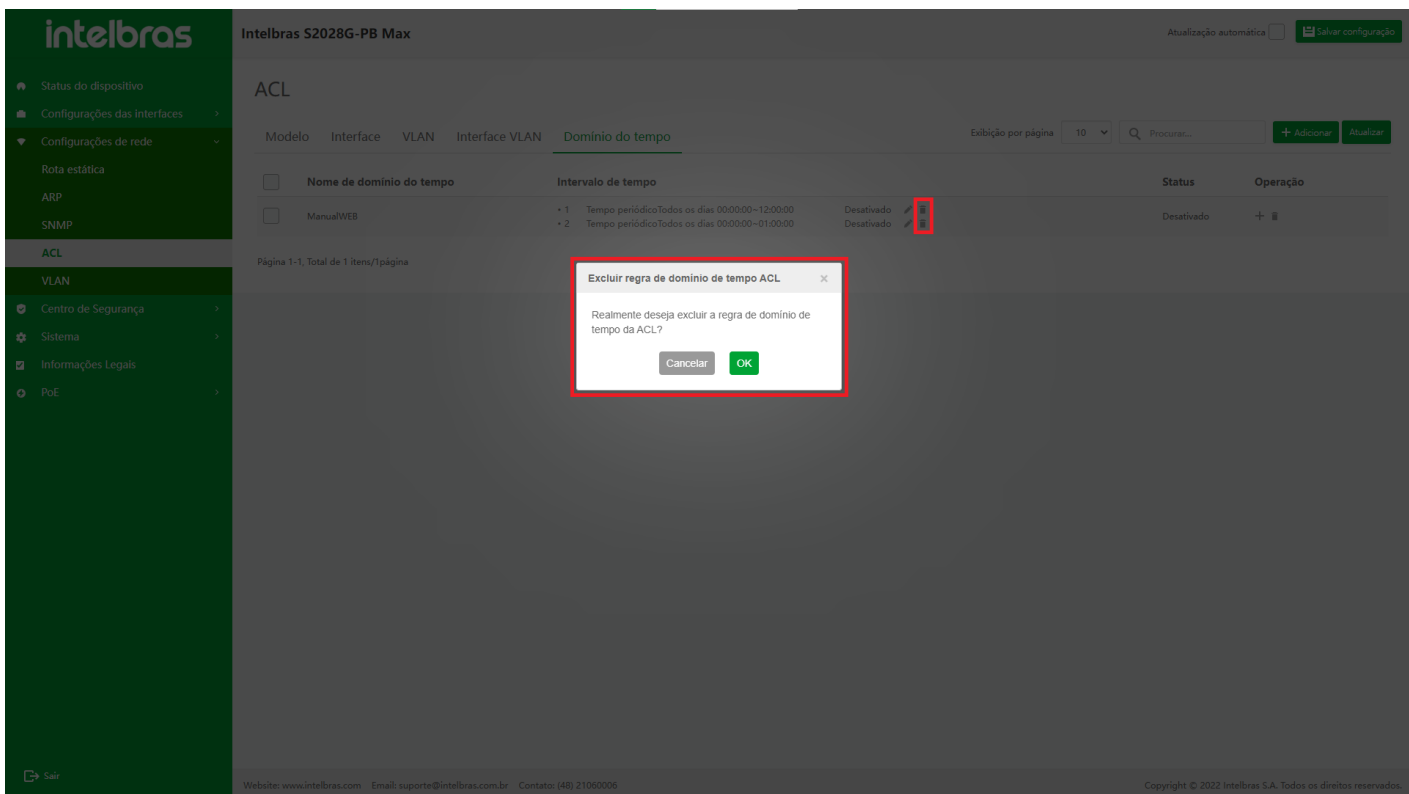 intelbras
Intelbras S2028G-PB Max
Atualização automática
Salvar configuração
Status do dispositivo
Configurações das interfaces
Configurações de rede
Rota estática
ARP
SNMP
ACL
VLAN
Centro de Segurança
Sistema
Informações Legais
PoE
Sair
ACL
Modelo Interface VLAN Interface VLAN Domínio do tempo
Exibição por página 10 Procurar... + Adicionar Atualizar
Nome de domínio do tempo Intervalo de tempo Status Operação
ManualWEB
• 1 Tempo periódicoTodos os dias 00:00:00~12:00:00 Desativado
• 2 Tempo periódicoTodos os dias 00:00:00~01:00:00 Desativado
Desativado
Página 1-1, Total de 1 itens/1página
Excluir regra de domínio de tempo ACL ×
Realmente deseja excluir a regra de domínio de
tempo da ACL?
Cancelar OK
Website: www.intelbras.com Email: suporte@intelbras.com.br Contato: (48) 21060006
Copyright © 2022 Intelbras S.A. Todos os direitos reservados.